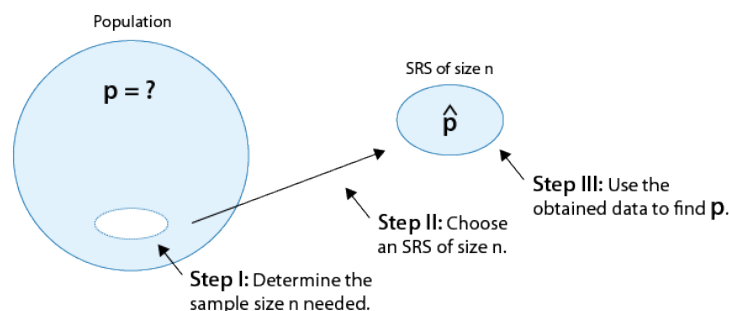 Population
p = ?
SRS of size n
p̂
Step III: Use the
obtained data to find p.
Step II: Choose
an SRS of size n.
Step I: Determine the
sample size n needed.